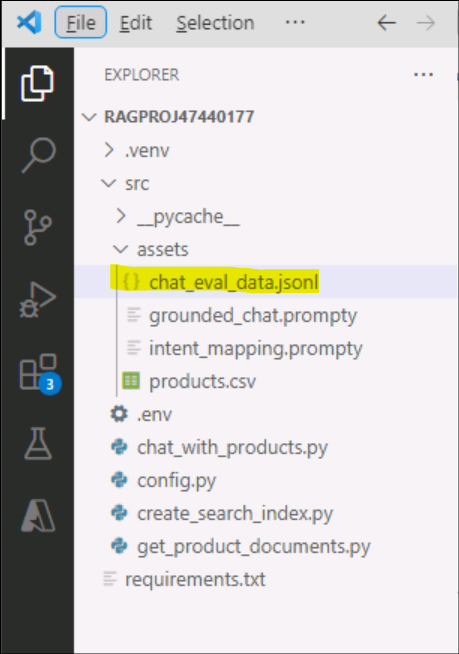 File Edit Selection ···
EXPLORER ···
RAGPROJ47440177
.venv
src
__pycache__
assets
{} chat_eval_data.jsonl
grounded_chat.prompty
intent_mapping.prompty
products.csv
3
.env
chat_with_products.py
config.py
create_search_index.py
get_product_documents.py
requirements.txt